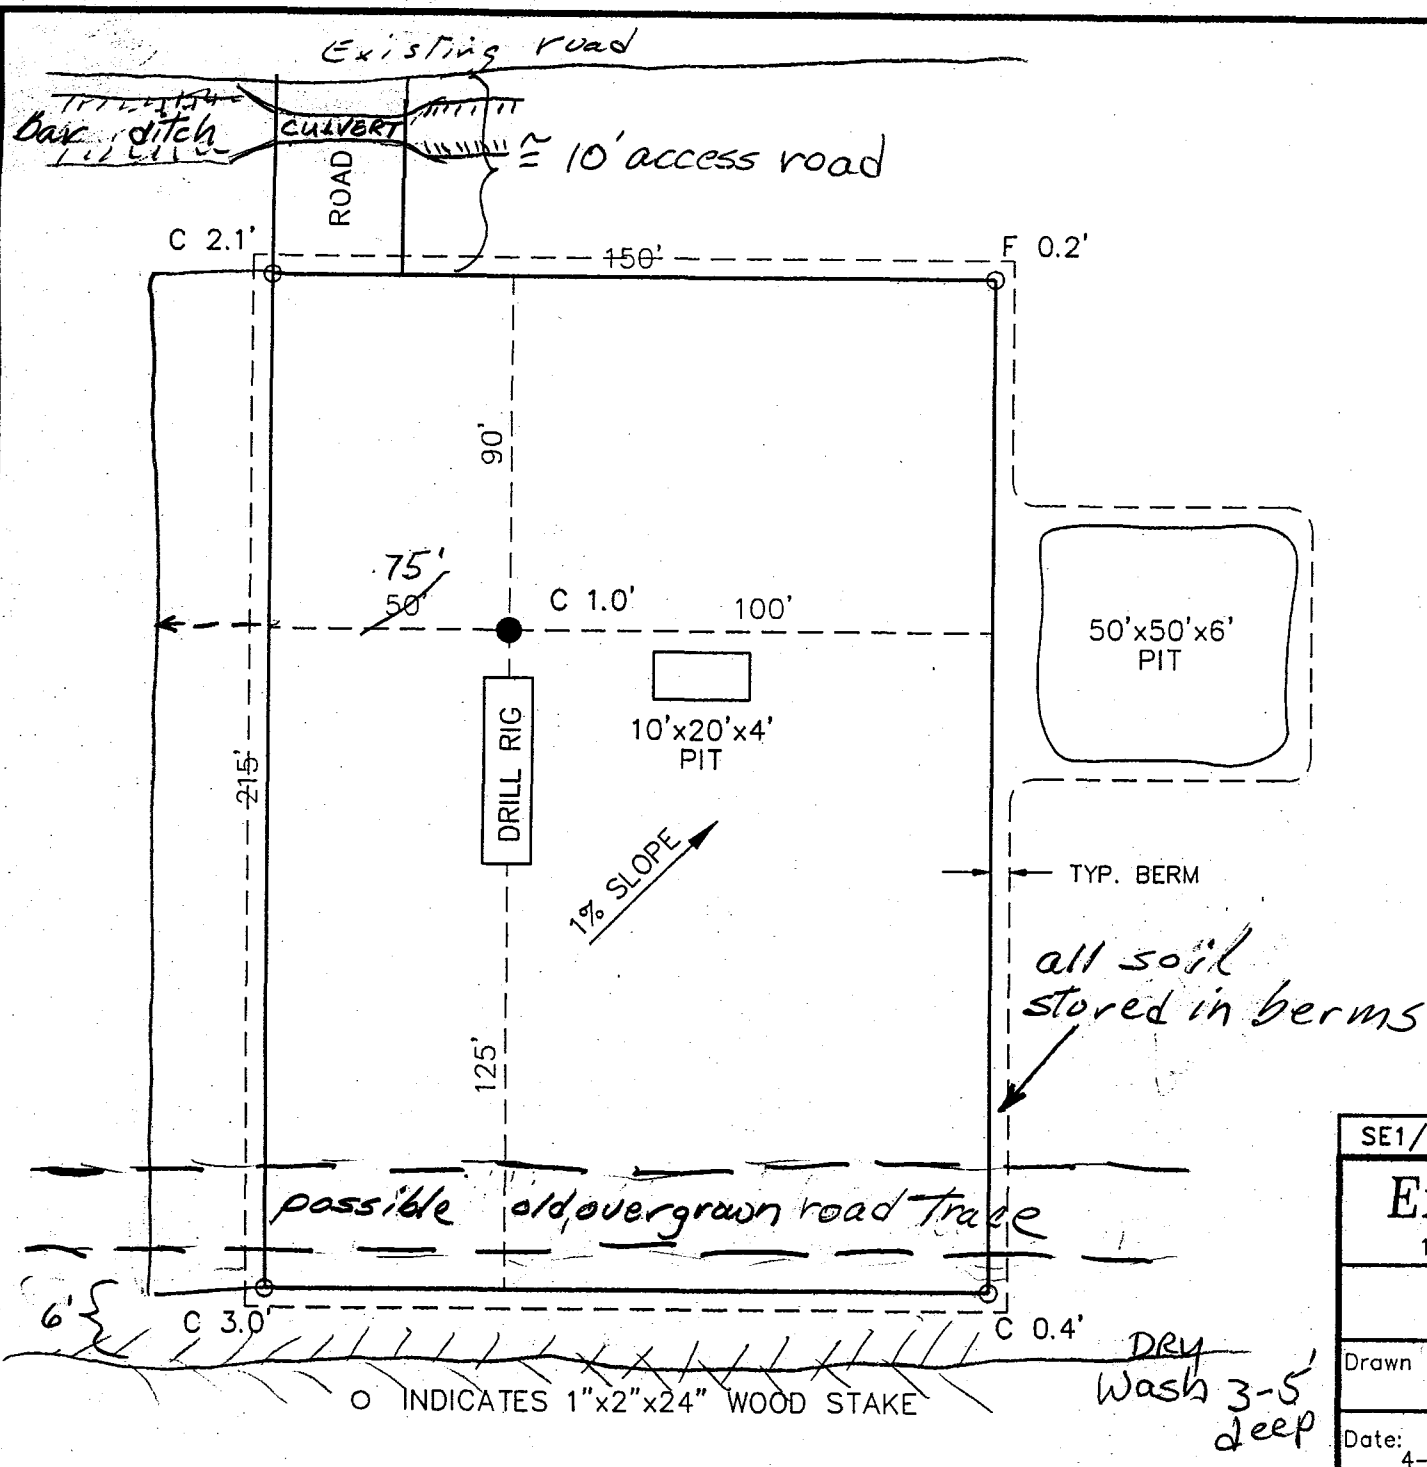 Existing road
Bar ditch
CULVERT
≅ 10' access road
ROAD
C 2.1'
150'
F 0.2'
90'
75'
50'
C 1.0'
100'
50'x50'x6'
PIT
10'x20'x4'
PIT
DRILL RIG
215'
1% SLOPE
TYP. BERM
all soil
stored in berms
125'
SE1/
possible old overgrown road Trace
1
6'
C 3.0'
C 0.4'
DRY
Wash 3-5'
deep
O INDICATES 1"x2"x24" WOOD STAKE
Drawn
Date:
4-